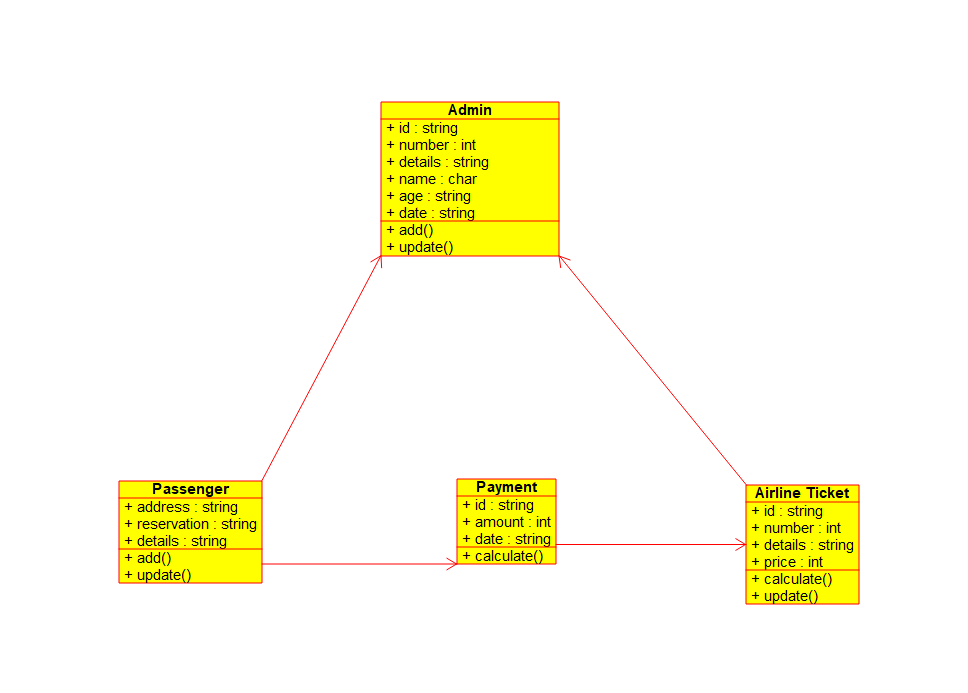 Admin
+ id : string
+ number : int
+ details : string
+ name : char
+ age : string
+ date : string
+ add()
+ update()
Passenger
+ address : string
+ reservation : string
+ details : string
+ add()
+ update()
Payment
+ id : string
+ amount : int
+ date : string
+ calculate()
Airline Ticket
+ id : string
+ number : int
+ details : string
+ price : int
+ calculate()
+ update()